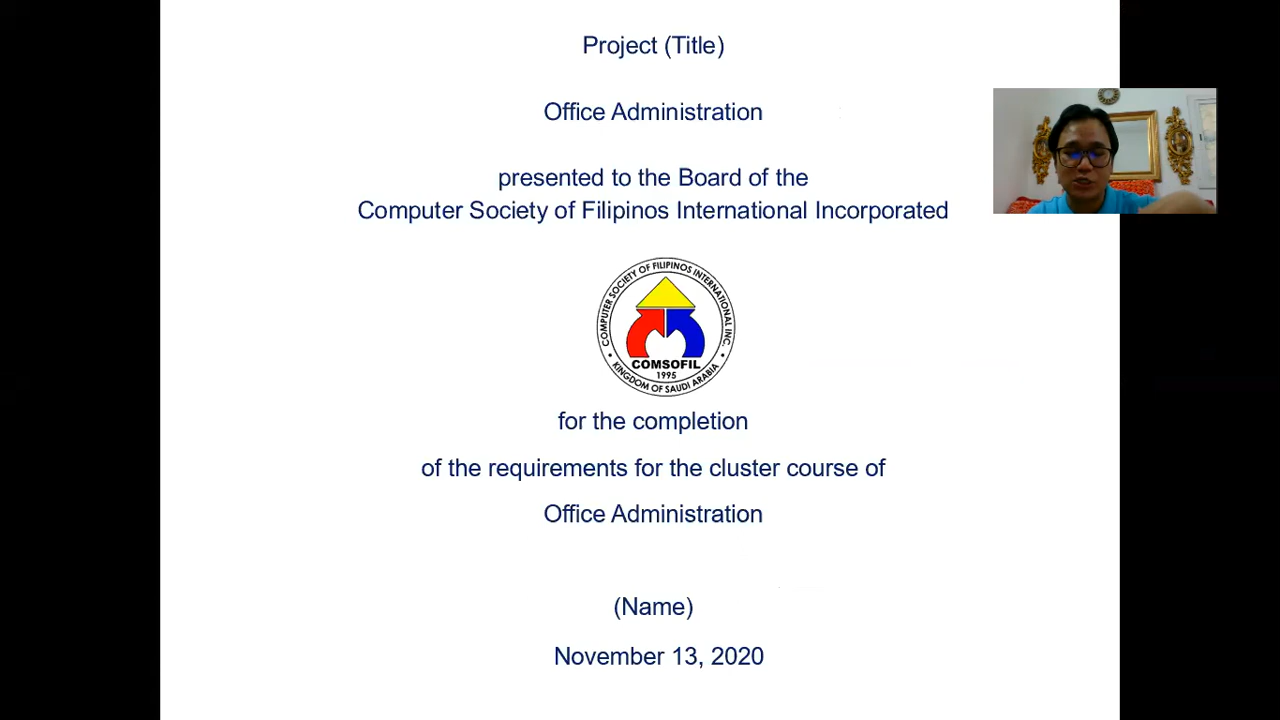 Project (Title)
Office Administration
presented to the Board of the
Computer Society of Filipinos International Incorporated
COMPUTER SOCIETY OF FILIPINOS INTERNATIONAL INC.
COMSOFIL
1995
• KINGDOM OF SAUDI ARABIA •
for the completion
of the requirements for the cluster course of
Office Administration
(Name)
November 13, 2020